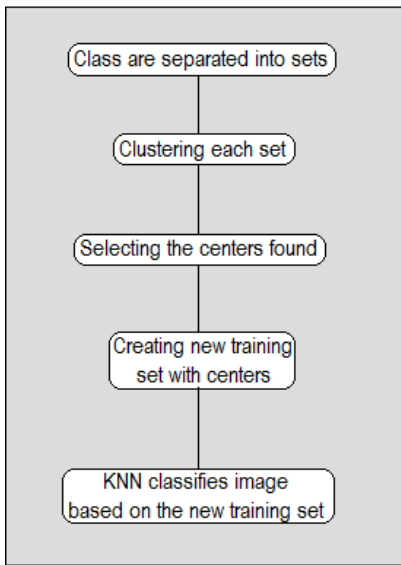 Class are separated into sets
Clustering each set
Selecting the centers found
Creating new training
set with centers
KNN classifies image
based on the new training set